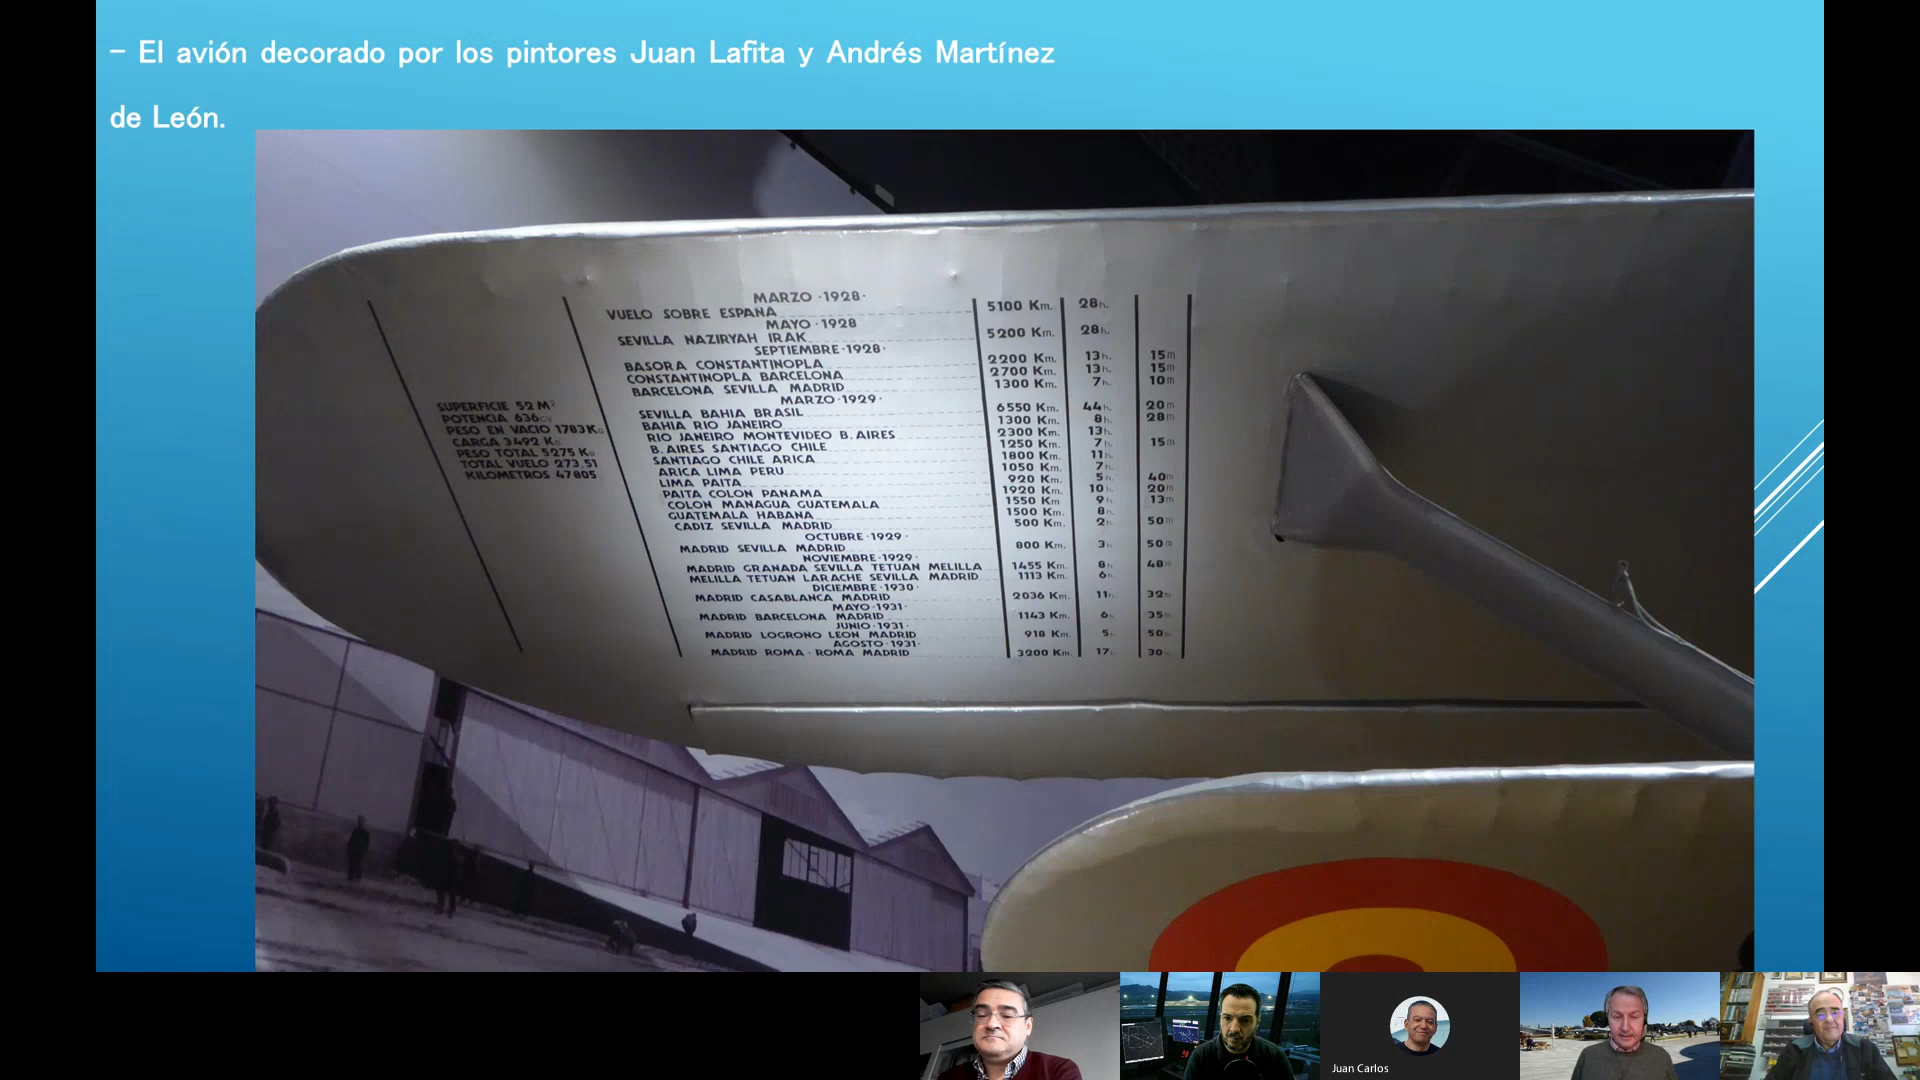 - El avión decorado por los pintores Juan Lafita y Andrés Martínez
de León.
MARZO ·1928·
VUELO SOBRE ESPAÑA 5100 Km. 28h.
MAYO ·1928
SEVILLA NAZIRYAH IRAK 5200 Km. 28h.
SEPTIEMBRE·1928·
BASORA CONSTANTINOPLA 2200 Km. 13h. 15m
CONSTANTINOPLA BARCELONA 2700 Km. 13h. 15m
BARCELONA SEVILLA MADRID 1300 Km. 7h. 10m
MARZO·1929·
SEVILLA BAHIA BRASIL 6550 Km. 44h. 20m
BAHIA RIO JANEIRO 1300 Km. 8h. 28m
RIO JANEIRO MONTEVIDEO B. AIRES 2300 Km. 13h.
B. AIRES SANTIAGO CHILE 1250 Km. 7h. 15m
SANTIAGO CHILE ARICA 1800 Km. 11h.
ARICA LIMA PERU 1050 Km. 7h.
LIMA PAITA 920 Km. 5h. 40m
PAITA COLON PANAMA 1920 Km. 10h. 20m
COLON MANAGUA GUATEMALA 1550 Km 9h. 13m
GUATEMALA HABANA 1500 Km. 8h.
CADIZ SEVILLA MADRID 500 Km. 2h. 50m
OCTUBRE·1929·
MADRID SEVILLA MADRID 800 Km. 3h. 50m
NOVIEMBRE·1929·
MADRID GRANADA SEVILLA TETUAN MELILLA 1455 Km. 8h. 48m
MELILLA TETUAN LARACHE SEVILLA MADRID 1113 Km. 6h.
DICIEMBRE·1930·
MADRID CASABLANCA MADRID 2036 Km. 11h. 32m
MAYO·1931·
MADRID BARCELONA MADRID 1143 Km. 6h. 35m
JUNIO·1931·
MADRID LOGROÑO LEON MADRID 918 Km. 5h. 50m
AGOSTO·1931·
MADRID ROMA · ROMA MADRID 3200 Km. 17h. 30m
SUPERFICIE 52 M²
POTENCIA 636 CV
PESO EN VACIO 1783 KG
CARGA 3492 KG
PESO TOTAL 5275 KG
TOTAL VUELO 273,51
KILOMETROS 47805
Juan Carlos